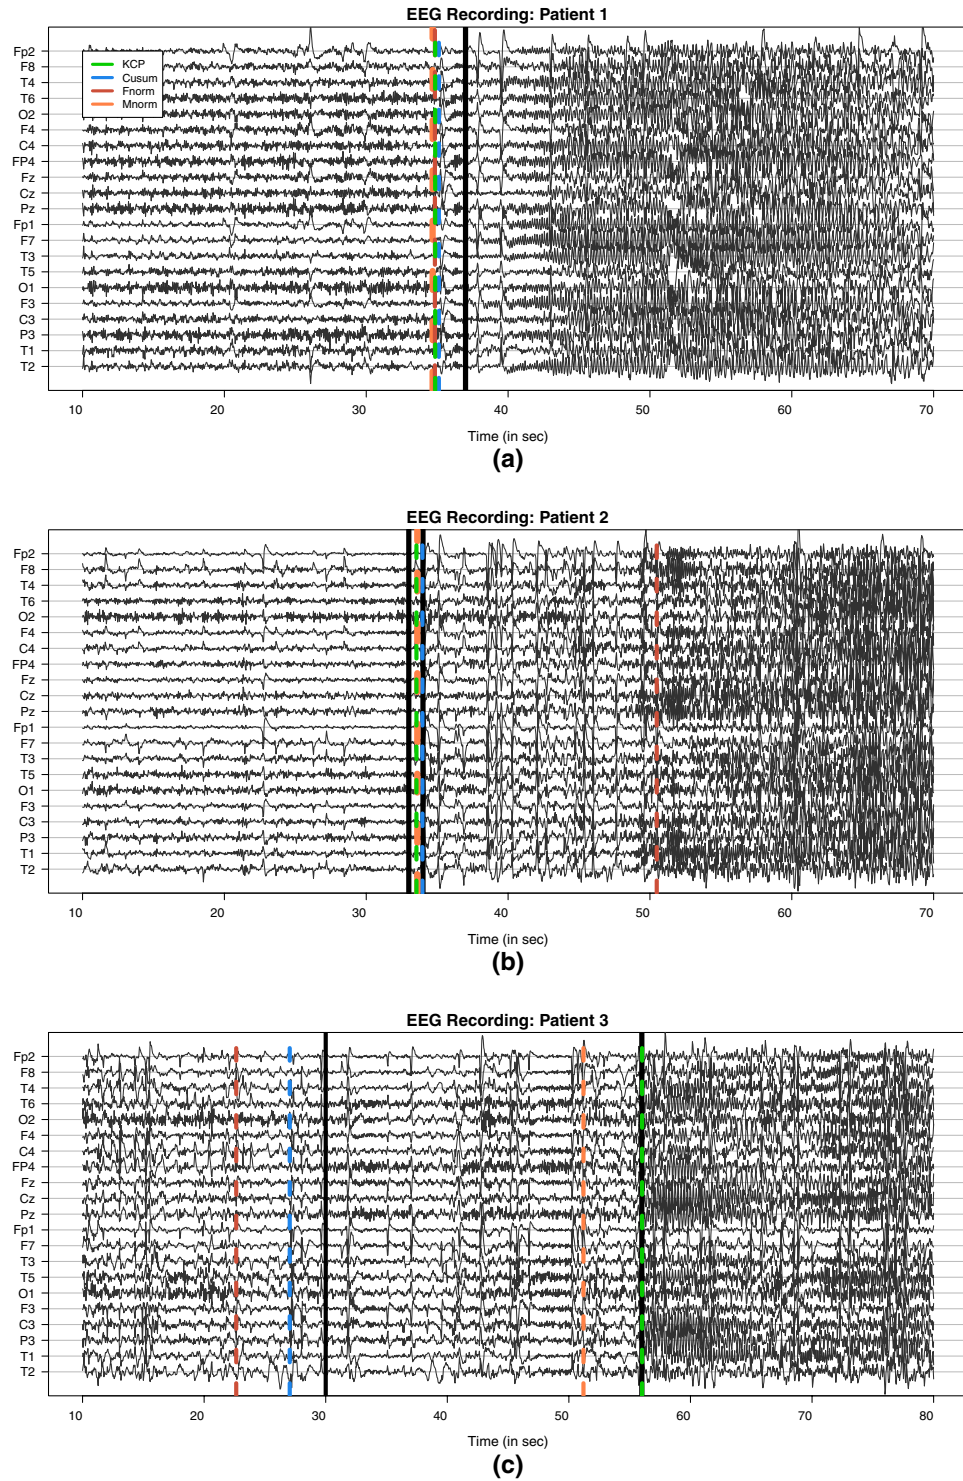 EEG Recording: Patient 1
Fp2
F8
T4
T6
O2
F4
C4
FP4
Fz
Cz
Pz
Fp1
F7
T3
T5
O1
F3
C3
P3
T1
T2
KCP
Cusum
Fnorm
Mnorm
10 20 30 40 50 60 70
Time (in sec)
(a)
EEG Recording: Patient 2
Fp2
F8
T4
T6
O2
F4
C4
FP4
Fz
Cz
Pz
Fp1
F7
T3
T5
O1
F3
C3
P3
T1
T2
10 20 30 40 50 60 70
Time (in sec)
(b)
EEG Recording: Patient 3
Fp2
F8
T4
T6
O2
F4
C4
FP4
Fz
Cz
Pz
Fp1
F7
T3
T5
O1
F3
C3
P3
T1
T2
10 20 30 40 50 60 70 80
Time (in sec)
(c)